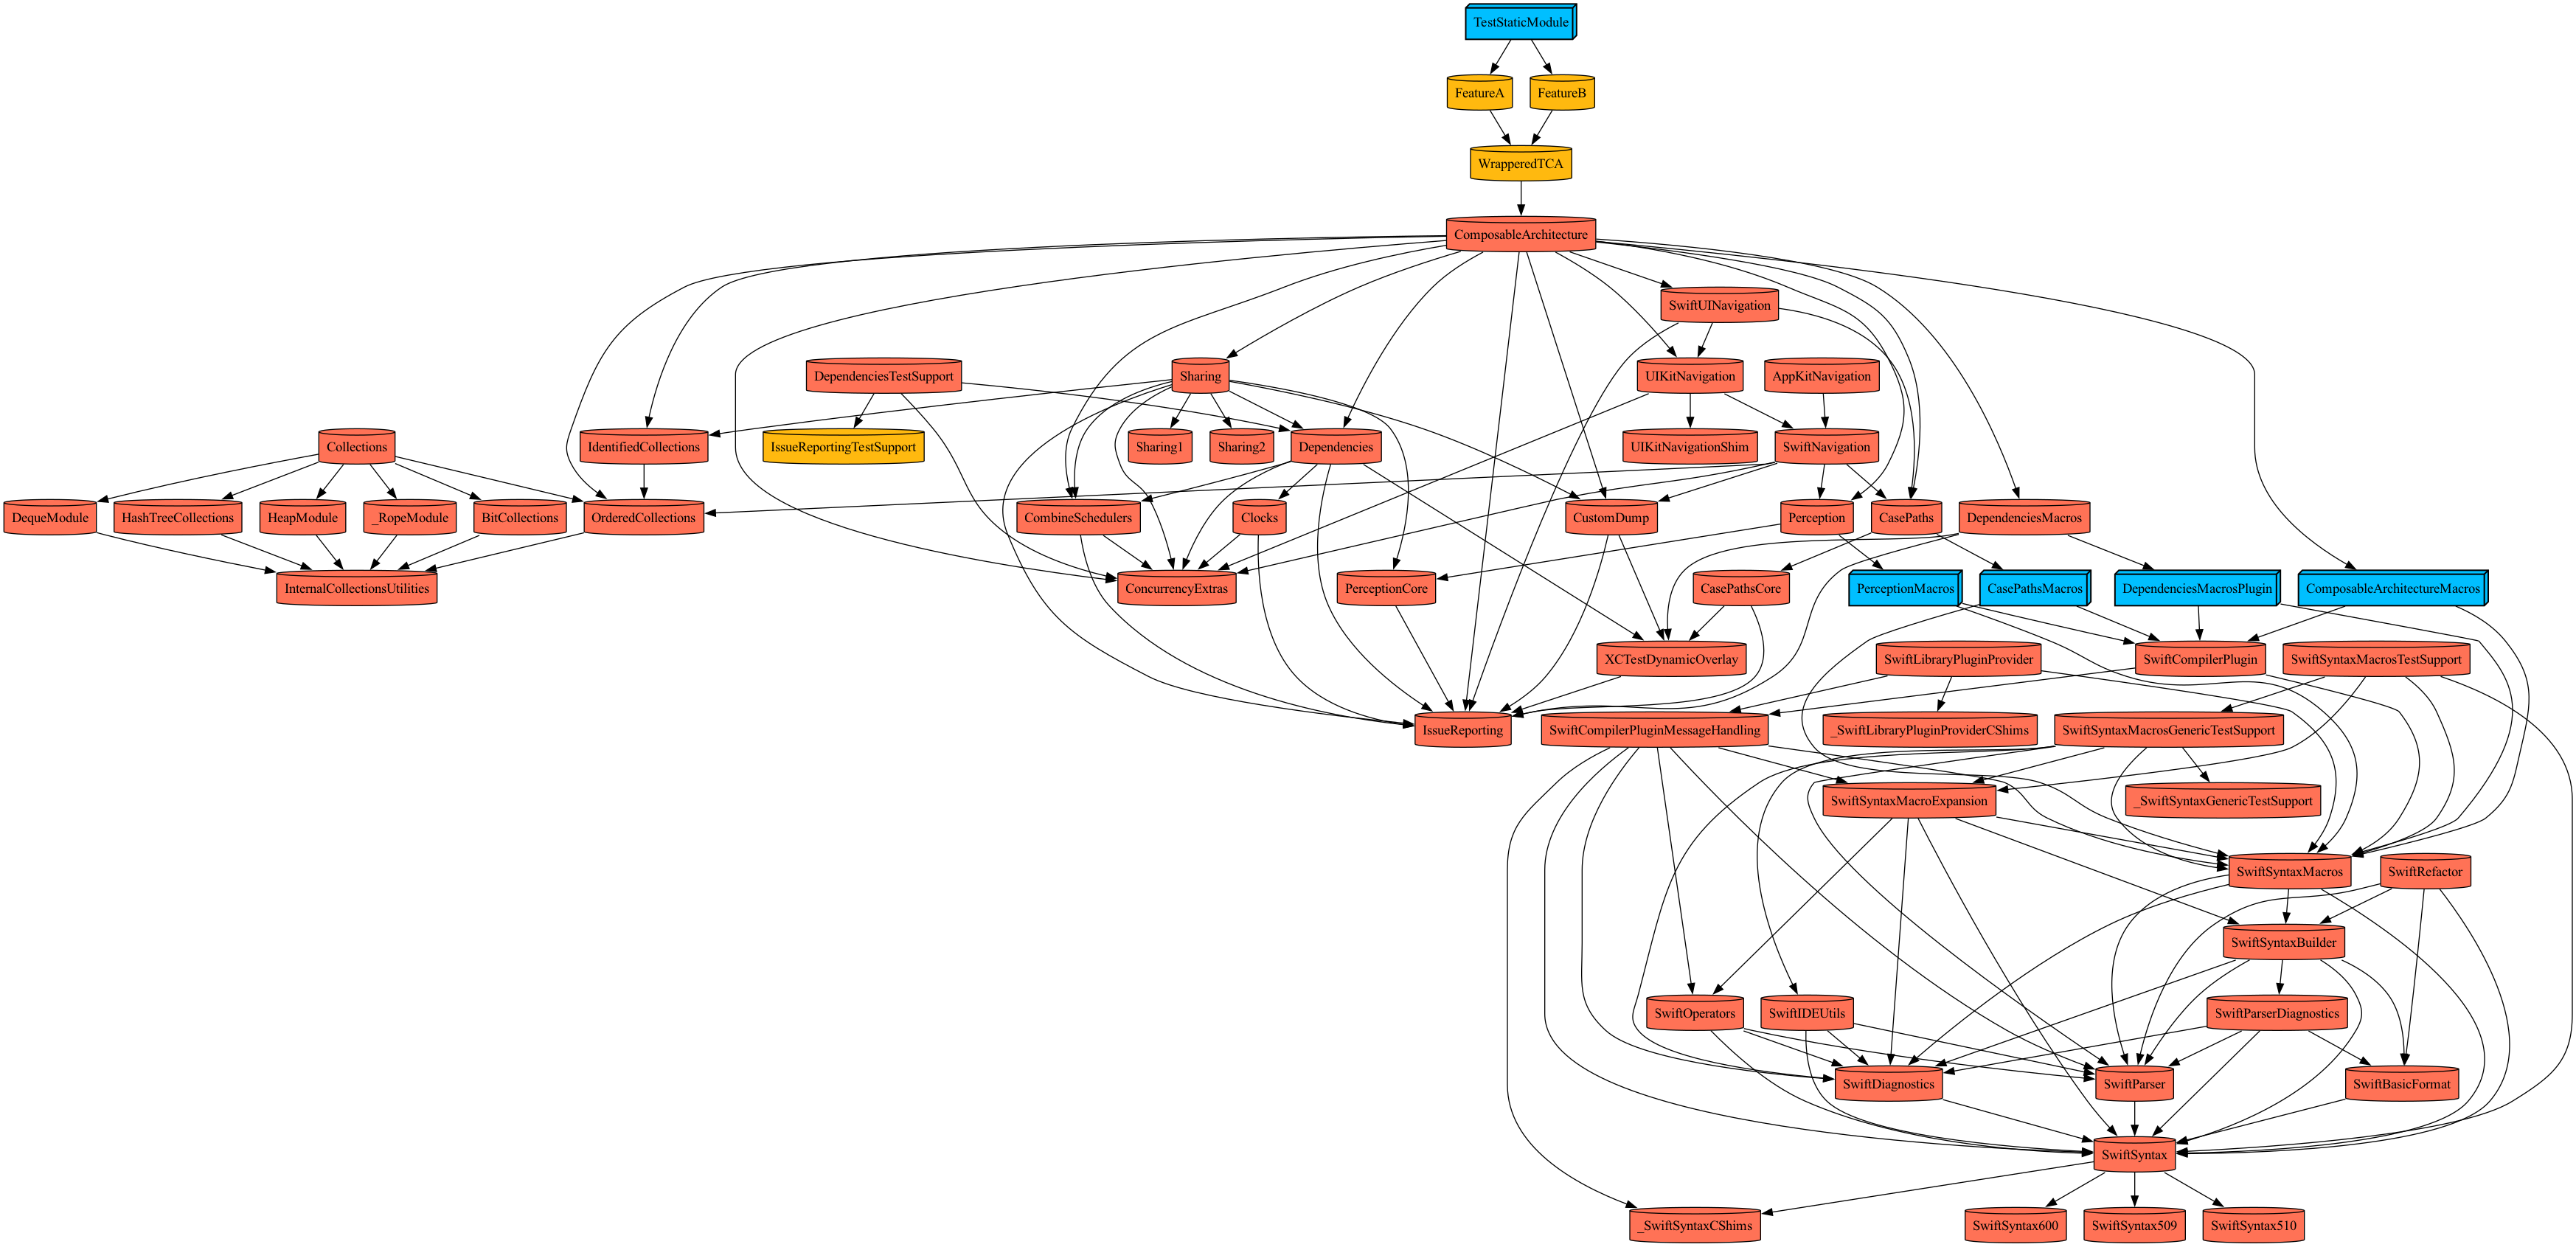 TestStaticModule
FeatureA
FeatureB
WrapperedTCA
ComposableArchitecture
SwiftUINavigation
DependenciesTestSupport
Sharing
UIKitNavigation
AppKitNavigation
Collections
IdentifiedCollections
IssueReportingTestSupport
Sharing1
Sharing2
Dependencies
UIKitNavigationShim
SwiftNavigation
DequeModule
HashTreeCollections
HeapModule
_RopeModule
BitCollections
OrderedCollections
CombineSchedulers
Clocks
CustomDump
Perception
CasePaths
DependenciesMacros
InternalCollectionsUtilities
ConcurrencyExtras
PerceptionCore
CasePathsCore
PerceptionMacros
CasePathsMacros
DependenciesMacrosPlugin
ComposableArchitectureMacros
XCTestDynamicOverlay
SwiftLibraryPluginProvider
SwiftCompilerPlugin
SwiftSyntaxMacrosTestSupport
IssueReporting
SwiftCompilerPluginMessageHandling
_SwiftLibraryPluginProviderCShims
SwiftSyntaxMacrosGenericTestSupport
SwiftSyntaxMacroExpansion
_SwiftSyntaxGenericTestSupport
SwiftSyntaxMacros
SwiftRefactor
SwiftSyntaxBuilder
SwiftOperators
SwiftIDEUtils
SwiftParserDiagnostics
SwiftDiagnostics
SwiftParser
SwiftBasicFormat
SwiftSyntax
_SwiftSyntaxCShims
SwiftSyntax600
SwiftSyntax509
SwiftSyntax510